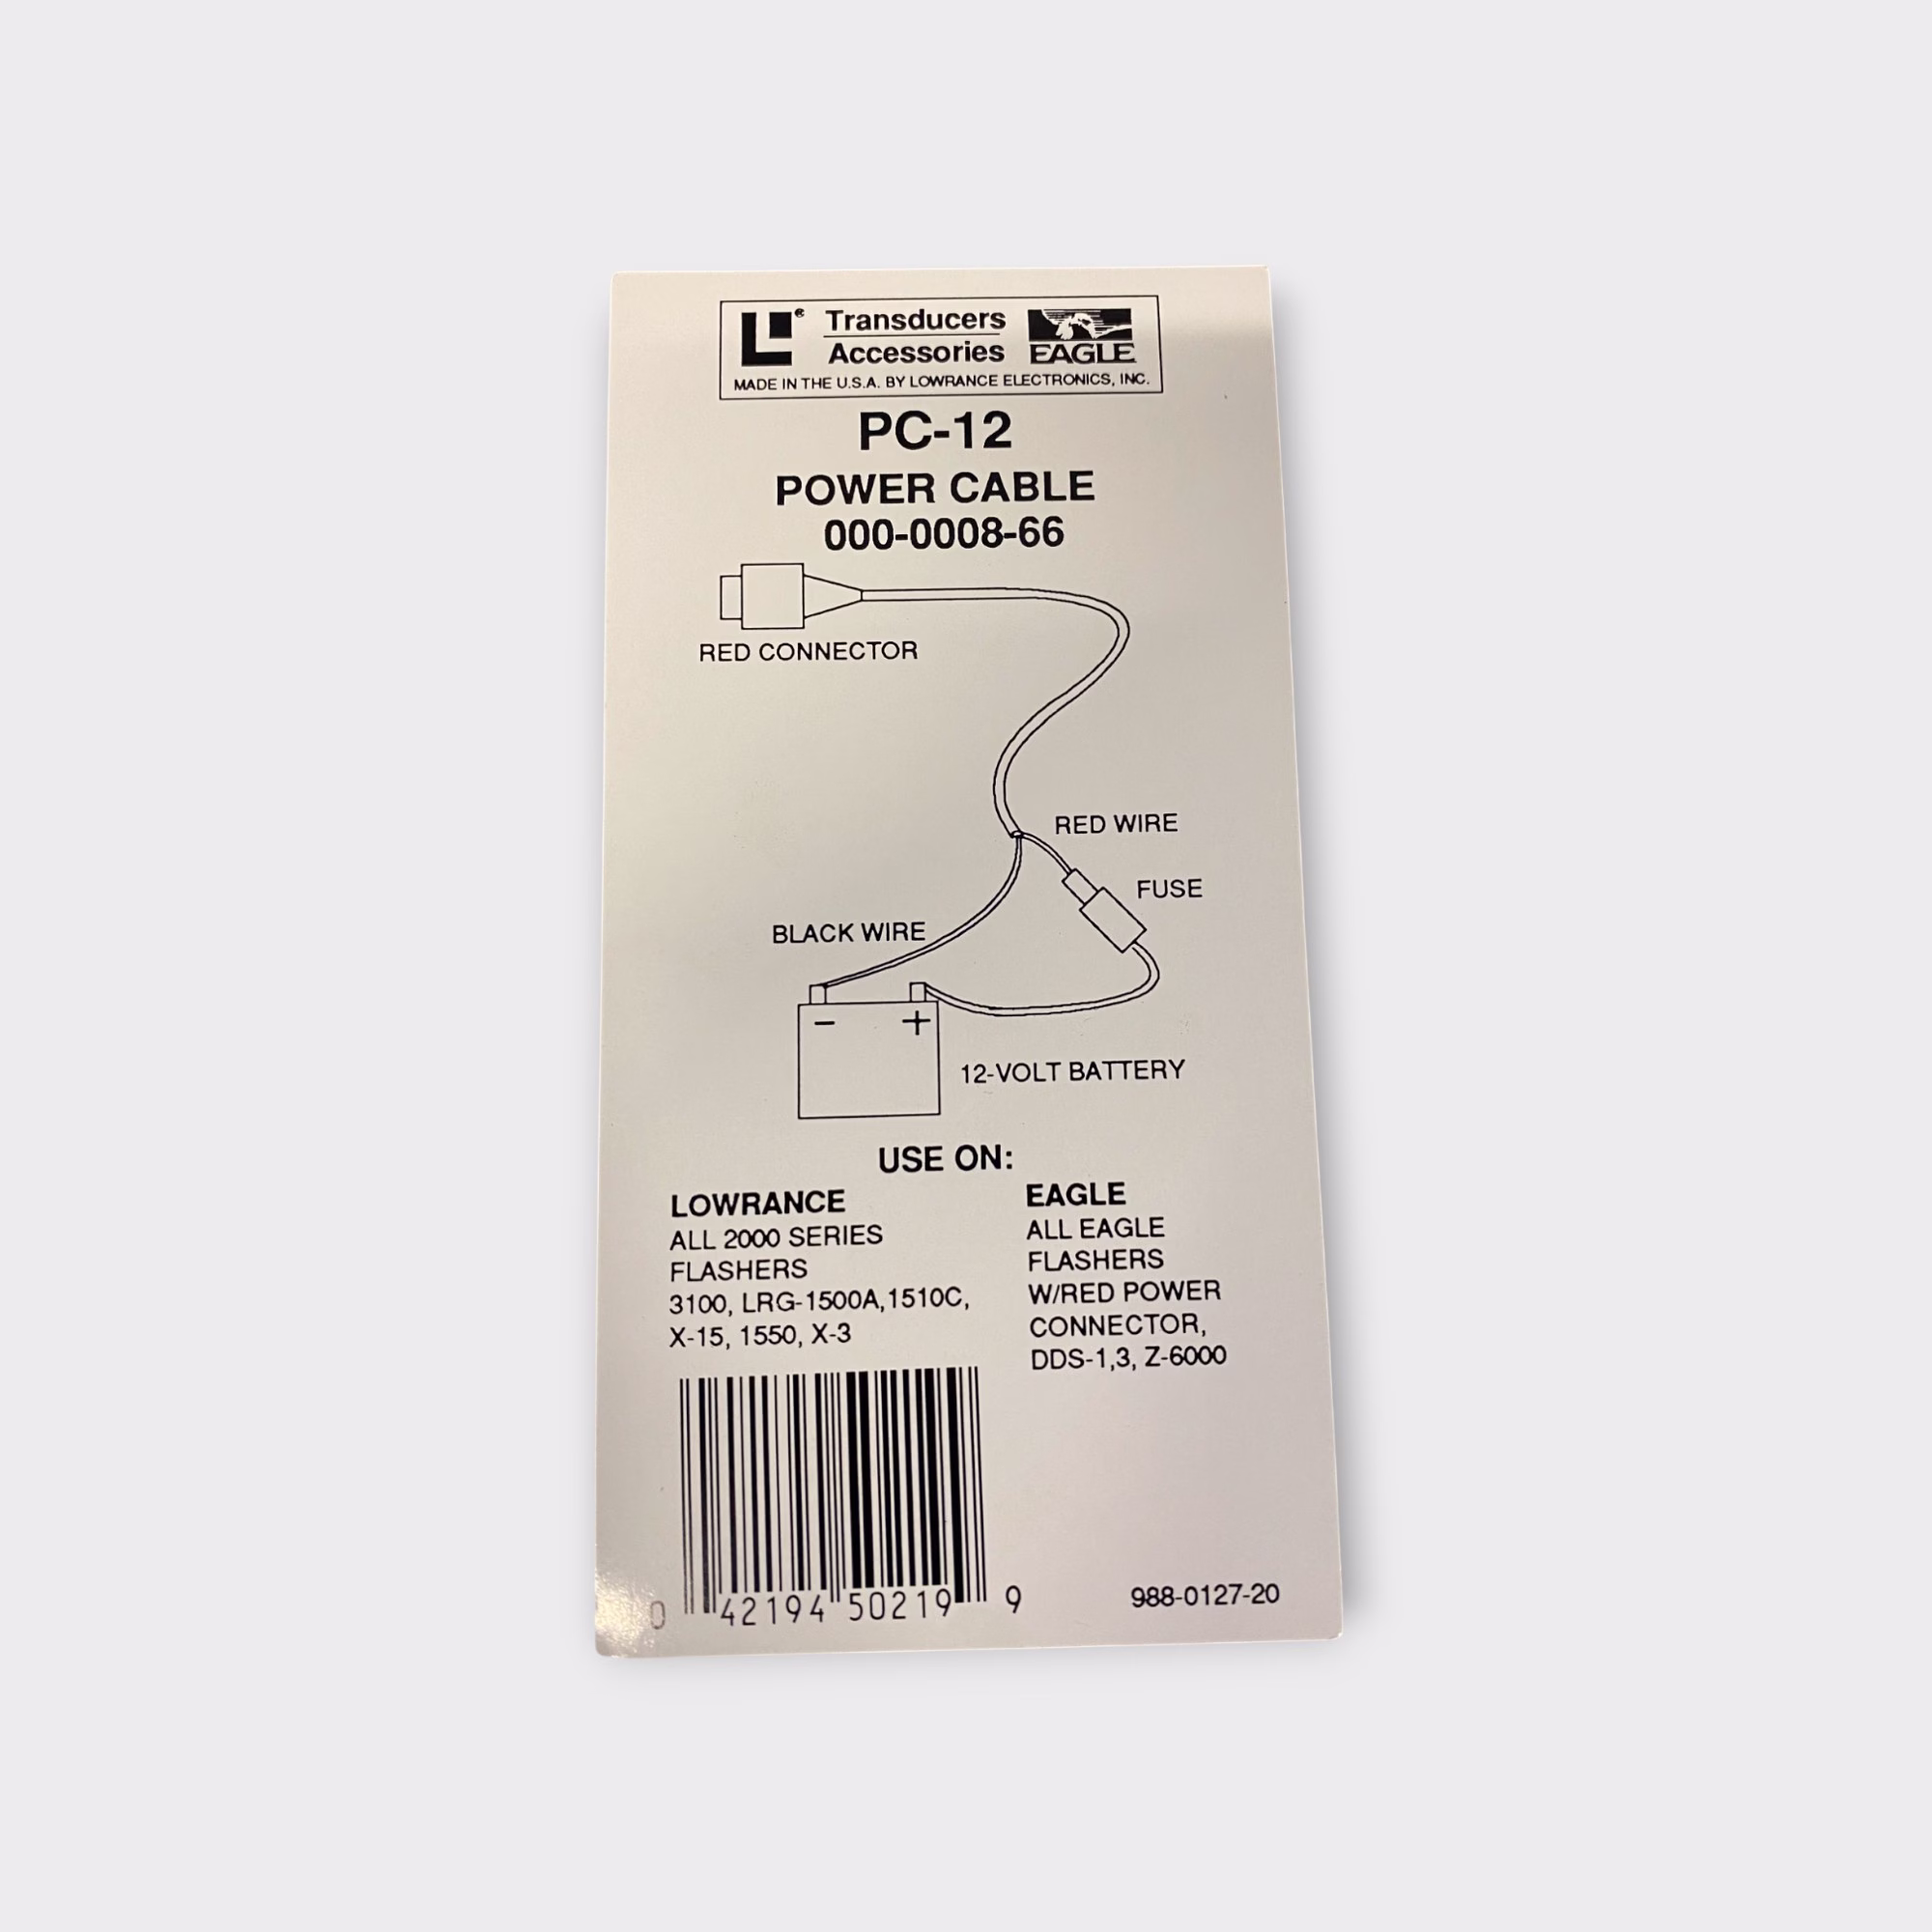 Transducers
Accessories
EAGLE
MADE IN THE U.S.A. BY LOWRANCE ELECTRONICS, INC.
PC-12
POWER CABLE
000-0008-66
RED CONNECTOR
RED WIRE
FUSE
BLACK WIRE
- +
12-VOLT BATTERY
USE ON:
LOWRANCE
ALL 2000 SERIES
FLASHERS
3100, LRG-1500A,1510C,
X-15, 1550, X-3
EAGLE
ALL EAGLE
FLASHERS
W/RED POWER
CONNECTOR,
DDS-1,3, Z-6000
0 42194 50219 9
988-0127-20